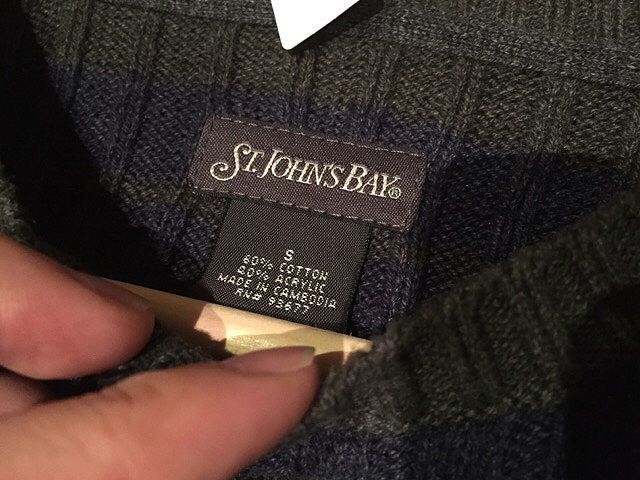 ST. JOHN'S BAY®
S
60% COTTON
40% ACRYLIC
MADE IN CAMBODIA
RN# 93677